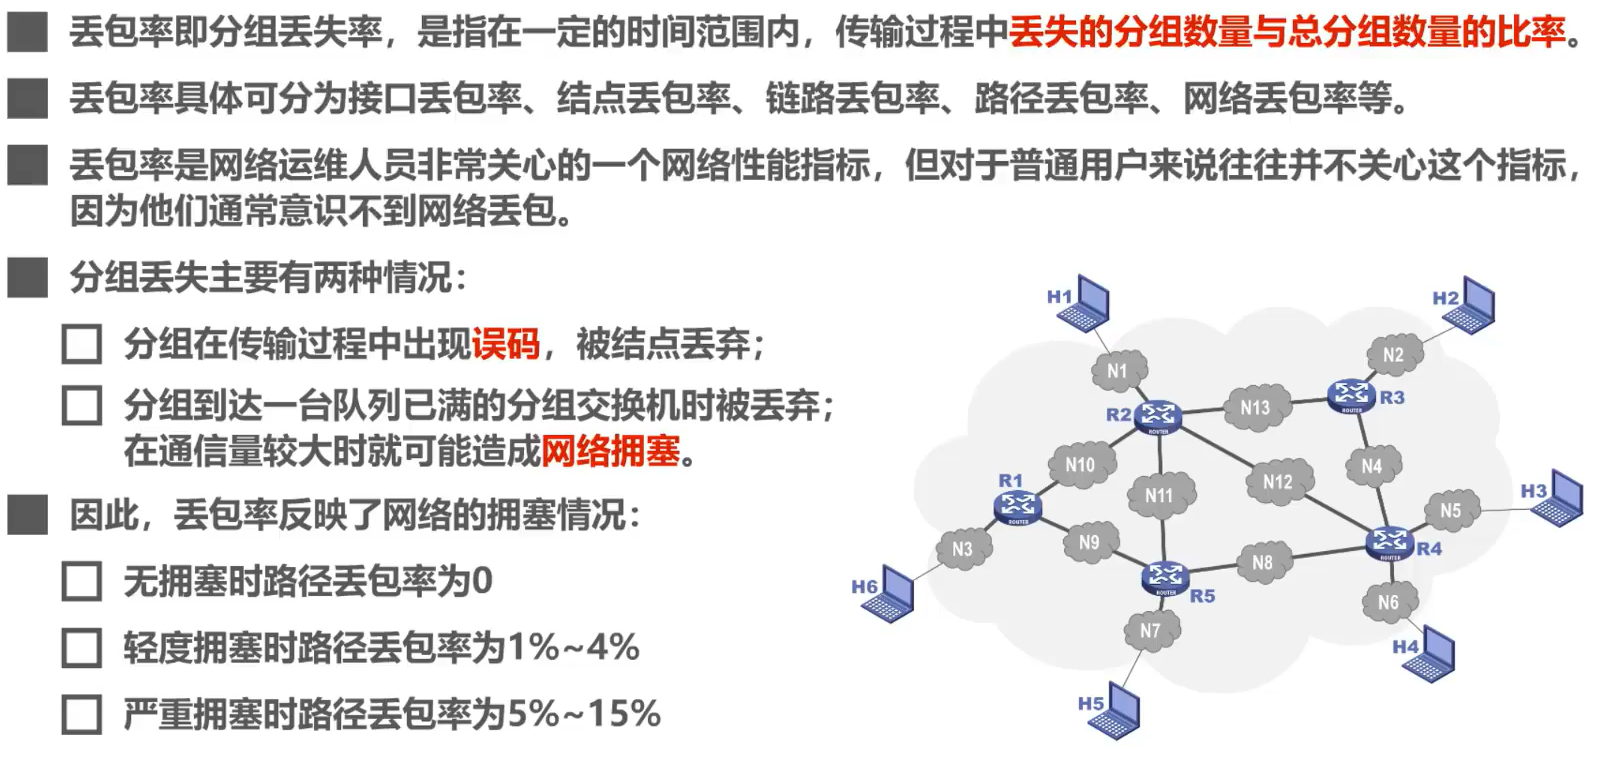 丢包率即分组丢失率，是指在一定的时间范围内，传输过程中丢失的分组数量与总分组数量的比率。
丢包率具体可分为接口丢包率、结点丢包率、链路丢包率、路径丢包率、网络丢包率等。
丢包率是网络运维人员非常关心的一个网络性能指标，但对于普通用户来说往往并不关心这个指标，
因为他们通常意识不到网络丢包。
分组丢失主要有两种情况：
分组在传输过程中出现误码，被结点丢弃；
分组到达一台队列已满的分组交换机时被丢弃；
在通信量较大时就可能造成网络拥塞。
因此，丢包率反映了网络的拥塞情况：
无拥塞时路径丢包率为0
轻度拥塞时路径丢包率为1%~4%
严重拥塞时路径丢包率为5%~15%
H1
H2
N1
N2
R2
ROUTER
N13
R3
ROUTER
N10
N11
N12
N4
R1
ROUTER
H3
N5
N3
N9
N8
R4
ROUTER
H6
R5
ROUTER
N6
N7
H4
H5